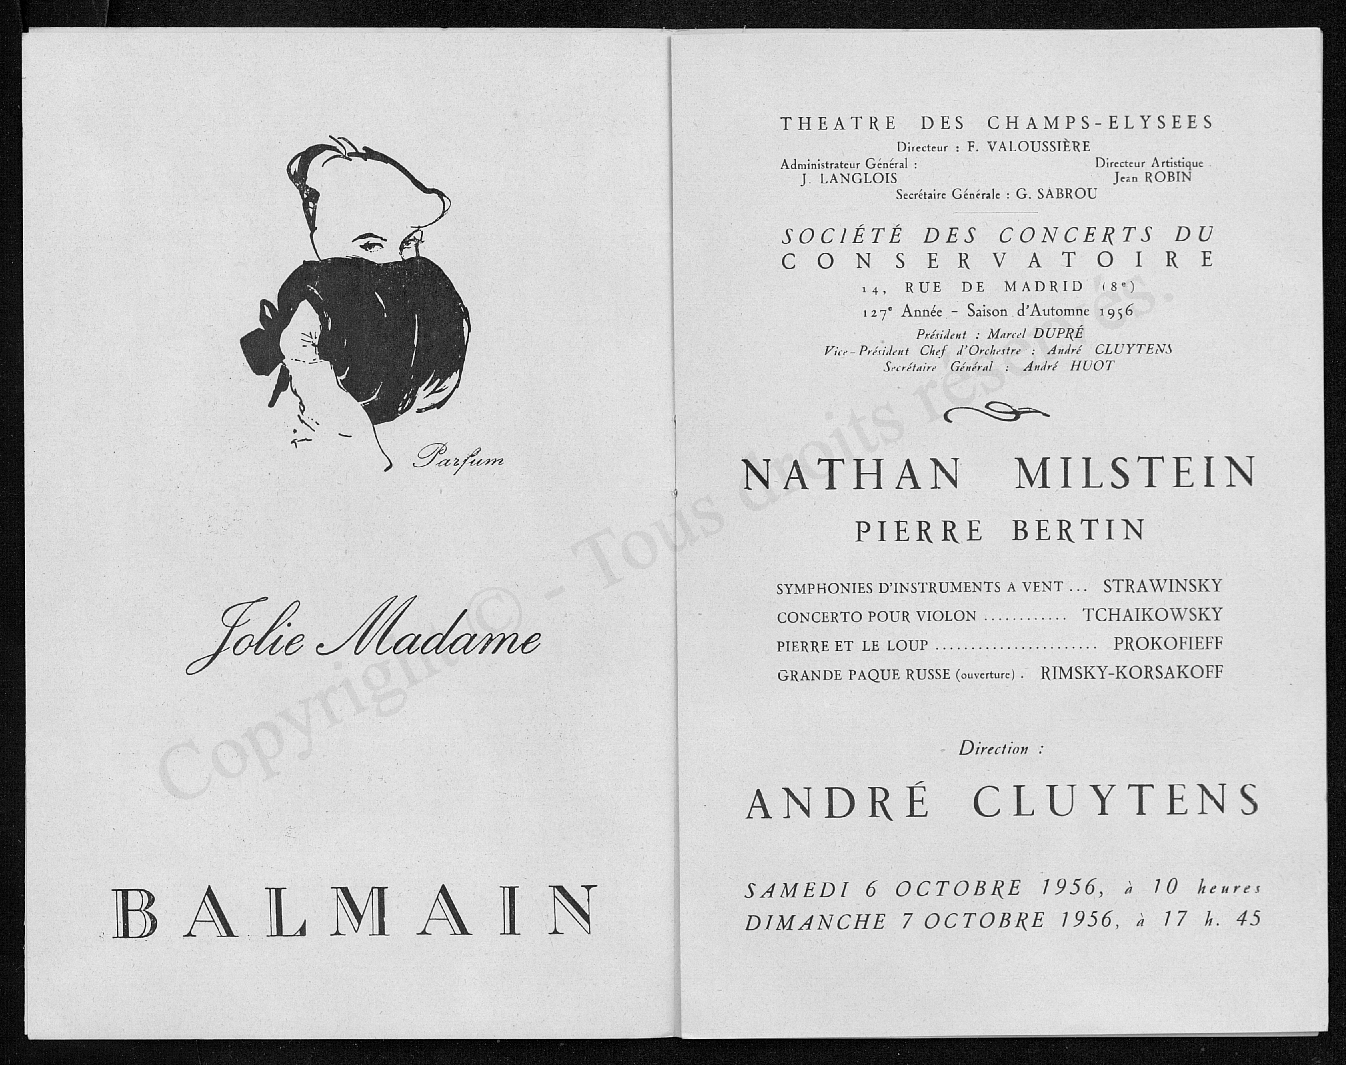 Parfum
Jolie Madame
BALMAIN
THEATRE DES CHAMPS-ELYSEES
Directeur : F. VALOUSSIÈRE
Administrateur Général : Directeur Artistique
J. LANGLOIS Jean ROBIN
Secrétaire Générale : G. SABROU
SOCIÉTÉ DES CONCERTS DU
CONSERVATOIRE
14, RUE DE MADRID (8e)
127e Année - Saison d'Automne 1956
Président : Marcel DUPRÉ
Vice-Président Chef d'Orchestre : André CLUYTENS
Secrétaire Général : André HUOT
NATHAN MILSTEIN
PIERRE BERTIN
SYMPHONIES D'INSTRUMENTS A VENT ... STRAWINSKY
CONCERTO POUR VIOLON ............ TCHAIKOWSKY
PIERRE ET LE LOUP ....................... PROKOFIEFF
GRANDE PAQUE RUSSE (ouverture) . RIMSKY-KORSAKOFF
Direction :
ANDRÉ CLUYTENS
SAMEDI 6 OCTOBRE 1956, à 10 heures
DIMANCHE 7 OCTOBRE 1956, à 17 h. 45
Copyright © - Tous droits réservés.